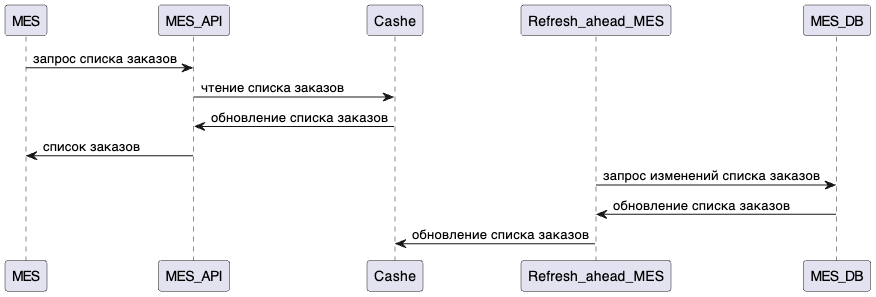 MES
MES_API
Cashe
Refresh_ahead_MES
MES_DB
запрос списка заказов
чтение списка заказов
обновление списка заказов
список заказов
запрос изменений списка заказов
обновление списка заказов
обновление списка заказов
MES
MES_API
Cashe
Refresh_ahead_MES
MES_DB